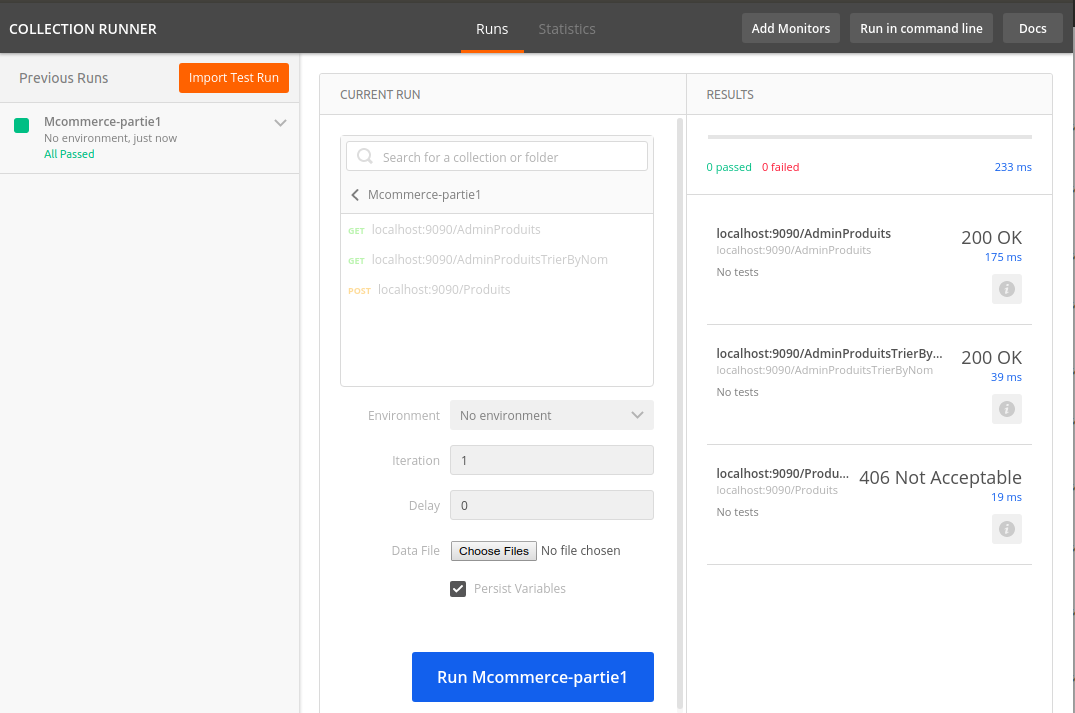 COLLECTION RUNNER
Runs
Statistics
Add Monitors
Run in command line
Docs
Previous Runs
Import Test Run
Mcommerce-partie1
No environment, just now
All Passed
CURRENT RUN
Search for a collection or folder
Mcommerce-partie1
GET localhost:9090/AdminProduits
GET localhost:9090/AdminProduitsTrierByNom
POST localhost:9090/Produits
Environment No environment
Iteration 1
Delay 0
Data File Choose Files No file chosen
Persist Variables
Run Mcommerce-partie1
RESULTS
0 passed 0 failed 233 ms
localhost:9090/AdminProduits 200 OK
localhost:9090/AdminProduits 175 ms
No tests
localhost:9090/AdminProduitsTrierBy... 200 OK
localhost:9090/AdminProduitsTrierByNom 39 ms
No tests
localhost:9090/Produ... 406 Not Acceptable
localhost:9090/Produits 19 ms
No tests